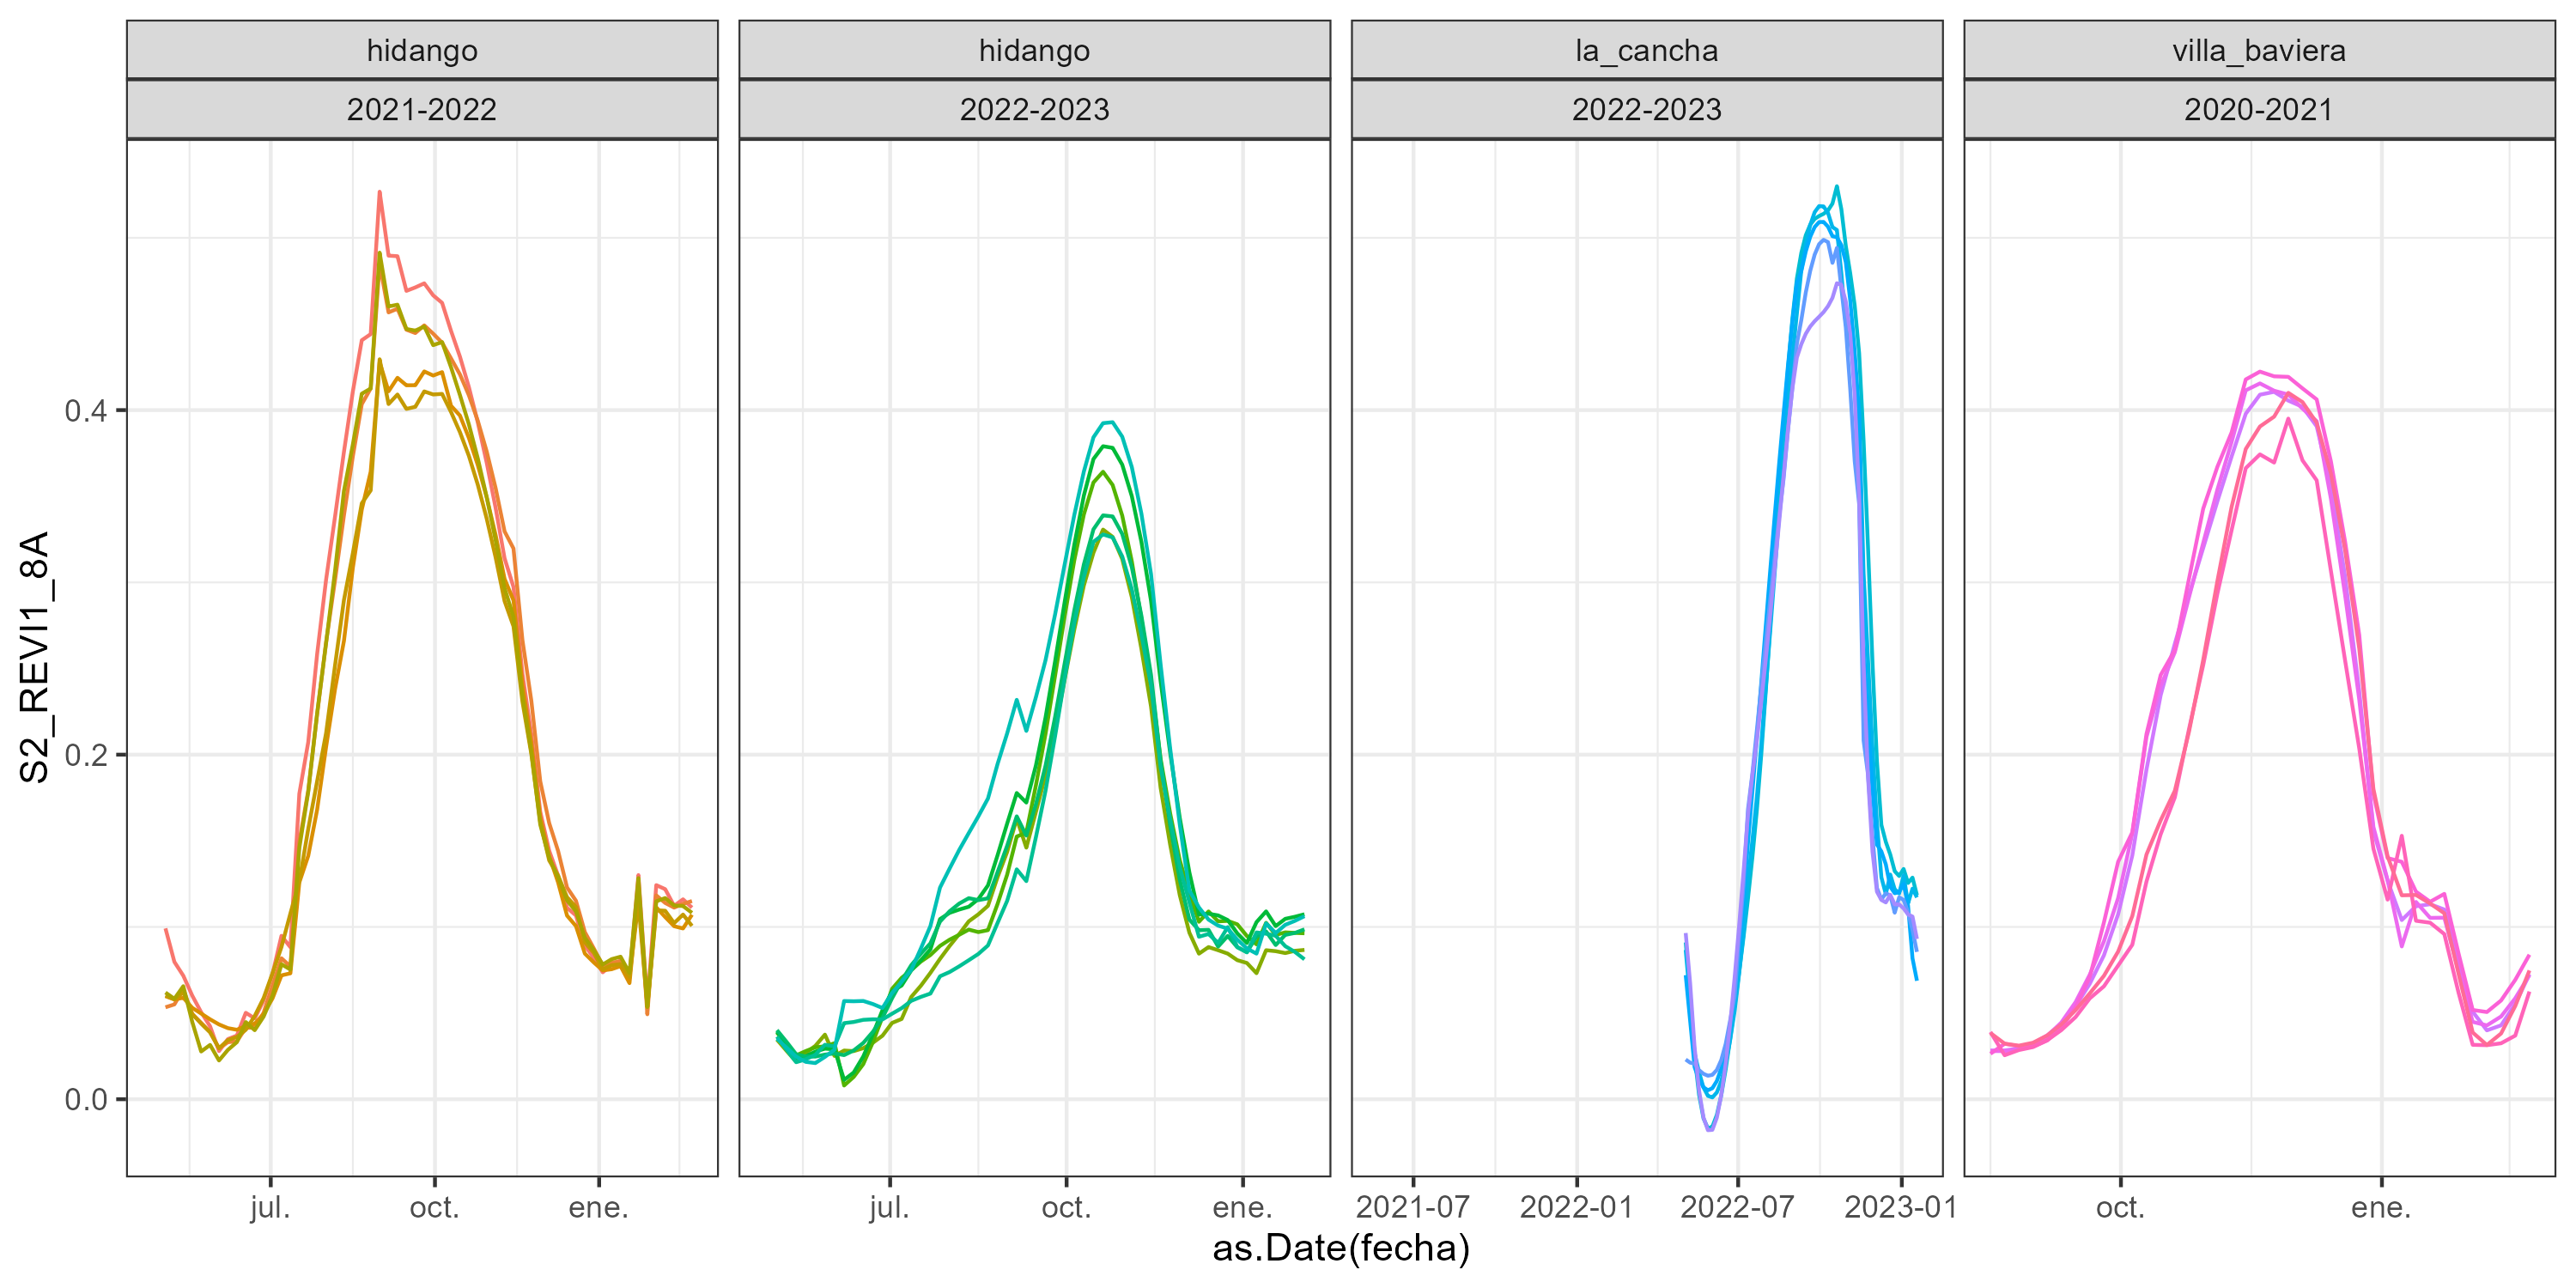 hidango
hidango
la_cancha
villa_baviera
2021-2022
2022-2023
2022-2023
2020-2021
S2_REVI1_8A
0.4
0.2
0.0
jul.
oct.
ene.
jul.
oct.
ene.
2021-07
2022-01
2022-07
2023-01
oct.
ene.
as.Date(fecha)